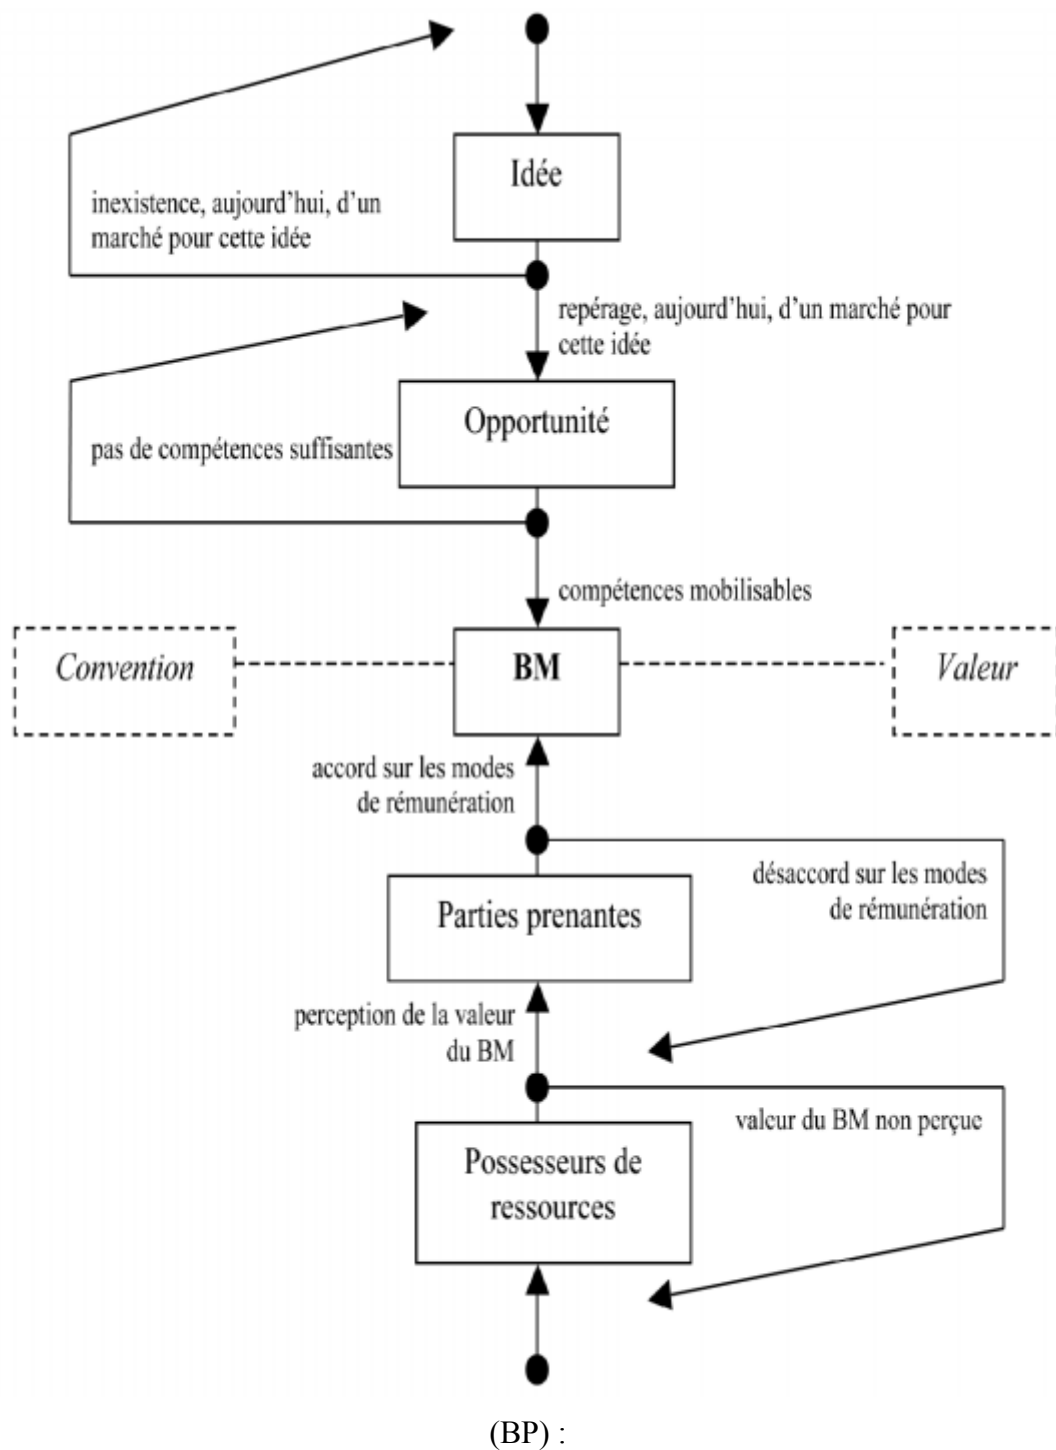 Idée
inexistence, aujourd'hui, d'un
marché pour cette idée
repérage, aujourd'hui, d'un marché pour
cette idée
Opportunité
pas de compétences suffisantes
compétences mobilisables
Convention
BM
Valeur
accord sur les modes
de rémunération
désaccord sur les modes
de rémunération
Parties prenantes
perception de la valeur
du BM
valeur du BM non perçue
Possesseurs de
ressources
(BP) :